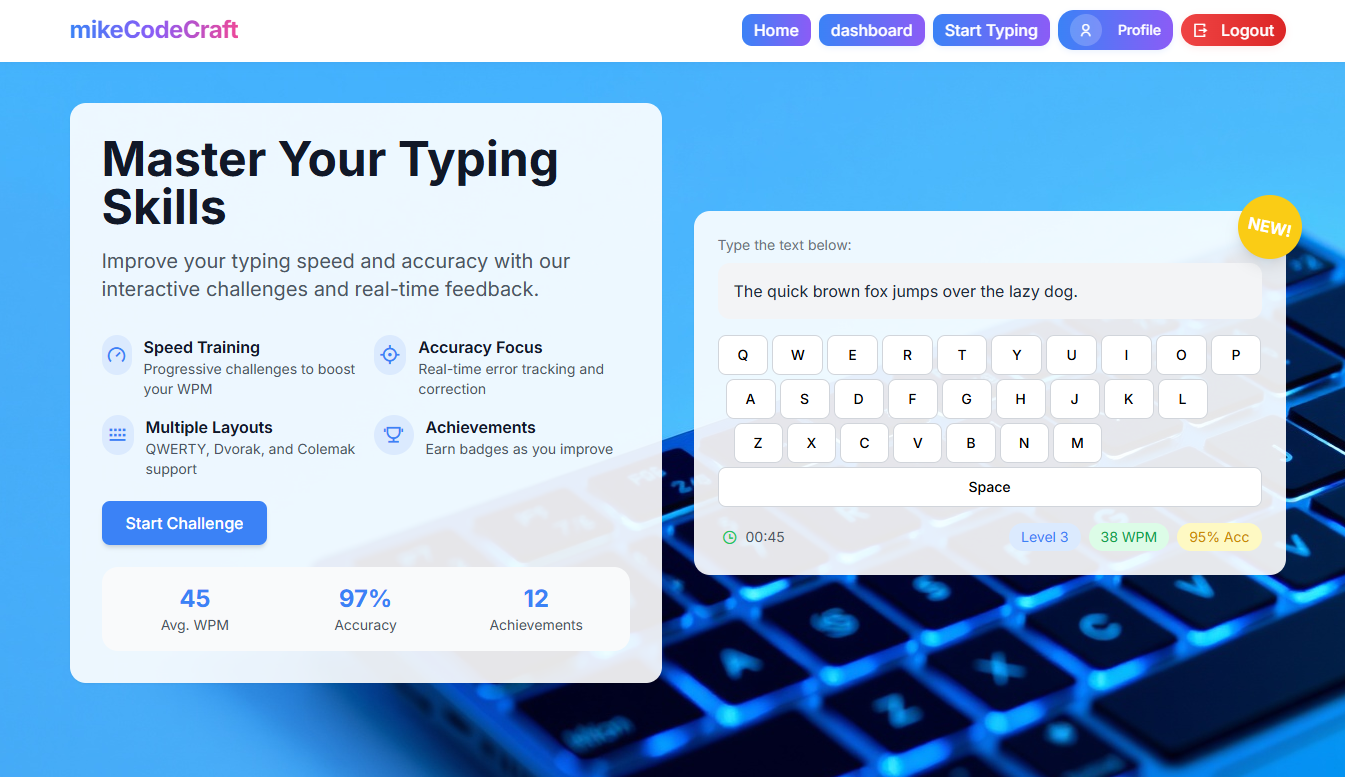 mikeCodeCraft
Home
dashboard
Start Typing
Profile
Logout
Master Your Typing
Skills
Improve your typing speed and accuracy with our
interactive challenges and real-time feedback.
Speed Training
Progressive challenges to boost
your WPM
Accuracy Focus
Real-time error tracking and
correction
Multiple Layouts
QWERTY, Dvorak, and Colemak
support
Achievements
Earn badges as you improve
Start Challenge
45
Avg. WPM
97%
Accuracy
12
Achievements
NEW!
Type the text below:
The quick brown fox jumps over the lazy dog.
Q W E R T Y U I O P
A S D F G H J K L
Z X C V B N M
Space
00:45
Level 3
38 WPM
95% Acc
S
V
C
A
X
Z